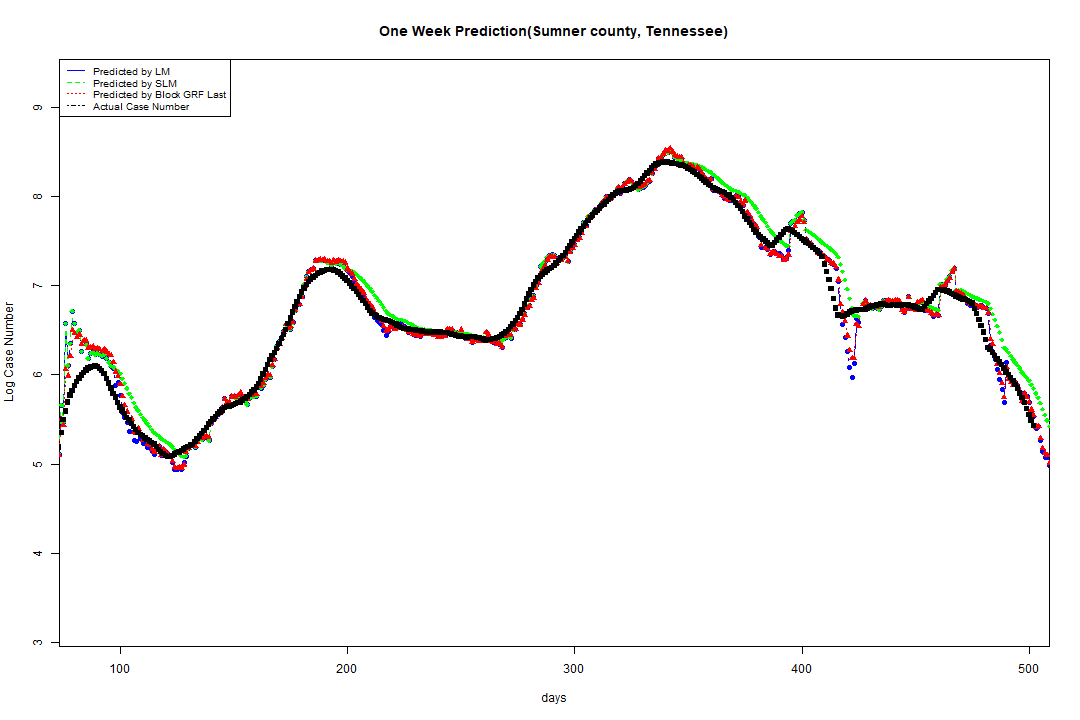 One Week Prediction(Sumner county, Tennessee)
Predicted by LM
Predicted by SLM
Predicted by Block GRF Last
Actual Case Number
9
8
7
6
5
4
3
Log Case Number
100 200 300 400 500
days